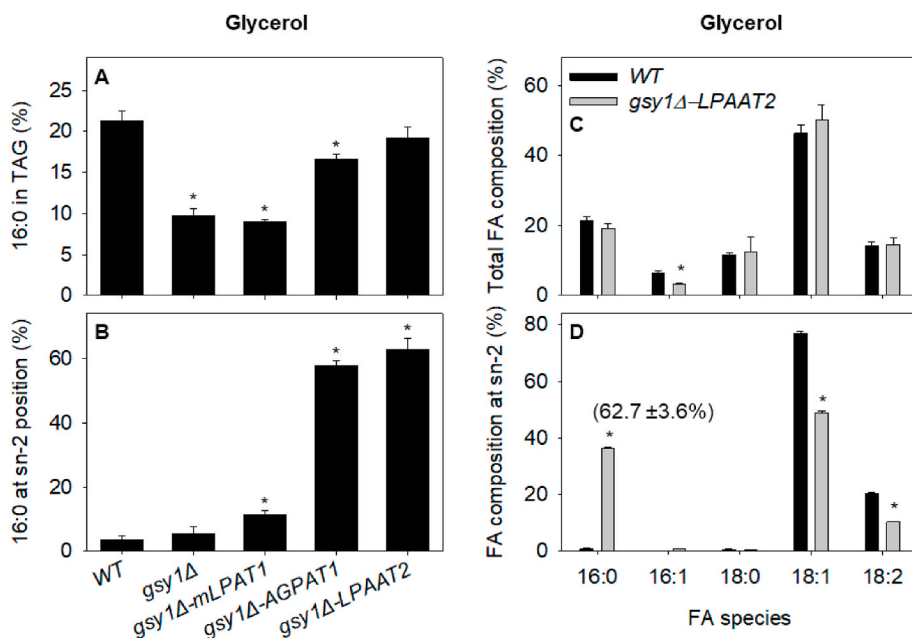 Glycerol
A
16:0 in TAG (%)
25
20
15
10
5
0
*
*
*
B
16:0 at sn-2 position (%)
60
40
20
0
*
*
*
WT
gsy1Δ
gsy1Δ-mLPAT1
gsy1Δ-AGPAT1
gsy1Δ-LPAAT2
Glycerol
WT
gsy1Δ–LPAAT2
C
Total FA composition (%)
60
40
20
0
*
D
FA composition at sn-2 (%)
80
60
40
20
0
(62.7 ±3.6%)
*
*
*
16:0 16:1 18:0 18:1 18:2
FA species